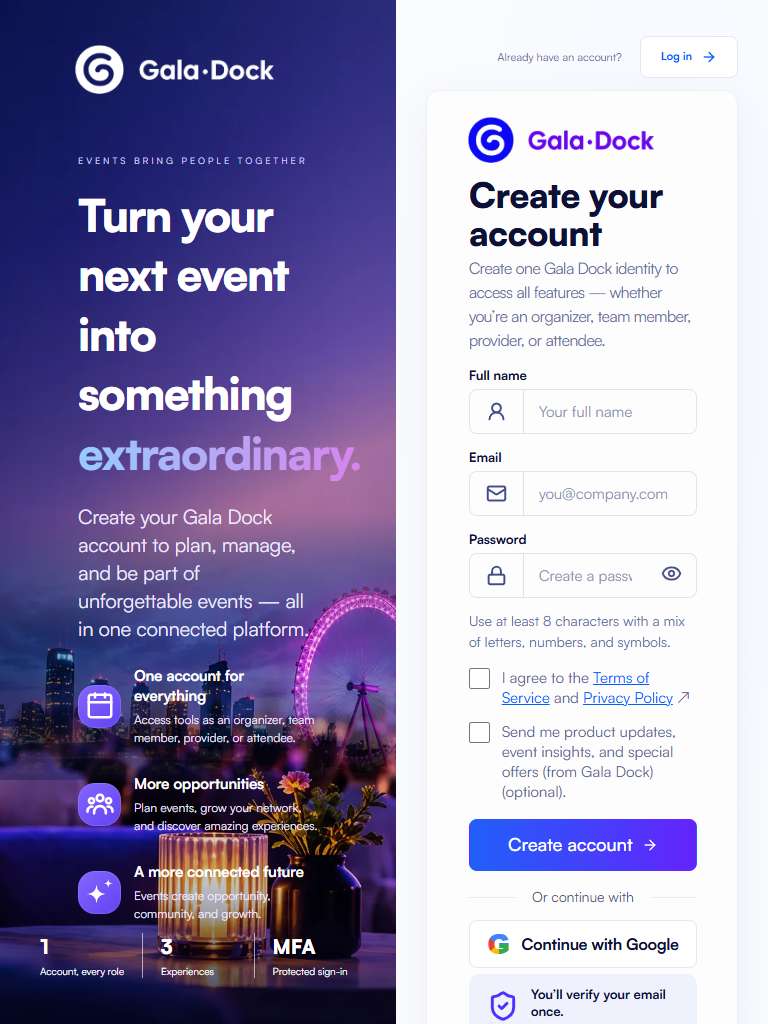 Gala·Dock
EVENTS BRING PEOPLE TOGETHER
Turn your
next event
into
something
extraordinary.
Create your Gala Dock
account to plan, manage,
and be part of
unforgettable events — all
in one connected platform.
One account for
everything
Access tools as an organizer, team
member, provider, or attendee.
More opportunities
Plan events, grow your network,
and discover amazing experiences.
A more connected future
Events create opportunity,
community, and growth.
1
Account, every role
3
Experiences
MFA
Protected sign-in
Already have an account?
Log in
Gala·Dock
Create your
account
Create one Gala Dock identity to
access all features — whether
you're an organizer, team member,
provider, or attendee.
Full name
Your full name
Email
you@company.com
Password
Create a passw
Use at least 8 characters with a mix
of letters, numbers, and symbols.
I agree to the Terms of
Service and Privacy Policy ↗
Send me product updates,
event insights, and special
offers (from Gala Dock)
(optional).
Create account →
Or continue with
Continue with Google
You'll verify your email
once.